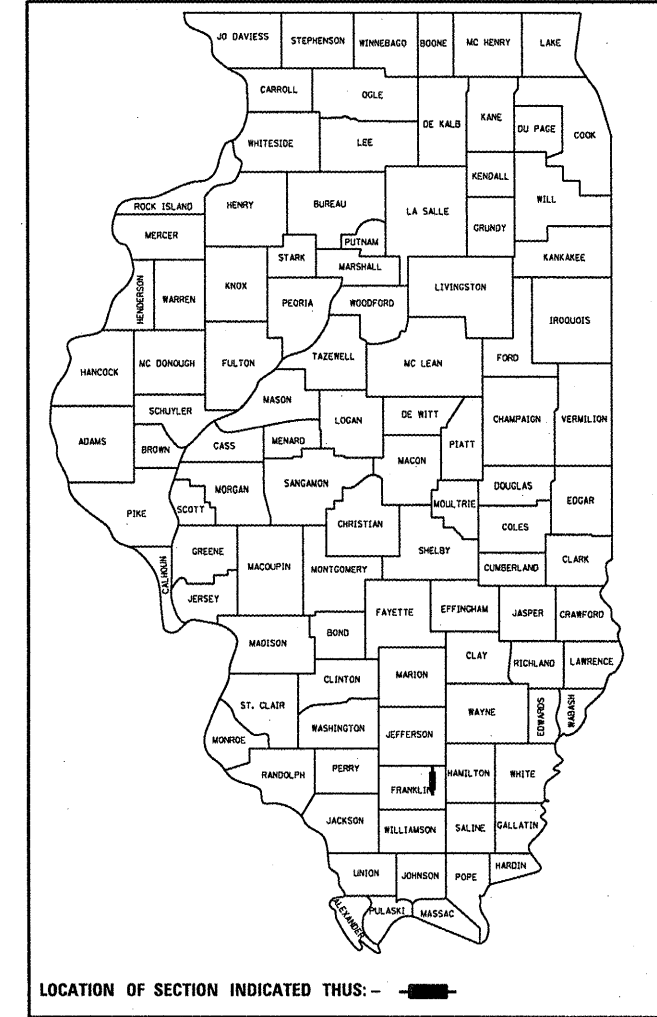 JO DAVIESS STEPHENSON WINNEBAGO BOONE MC HENRY LAKE
CARROLL OGLE DE KALB KANE DU PAGE COOK
WHITESIDE LEE
KENDALL WILL
ROCK ISLAND HENRY BUREAU LA SALLE GRUNDY
MERCER PUTNAM
STARK MARSHALL KANKAKEE
HENDERSON WARREN KNOX PEORIA WOODFORD LIVINGSTON IROQUOIS
HANCOCK MC DONOUGH FULTON TAZEWELL MC LEAN FORD
MASON
SCHUYLER LOGAN DE WITT CHAMPAIGN VERMILION
ADAMS BROWN CASS MENARD PIATT
MACON
MORGAN SANGAMON DOUGLAS
PIKE SCOTT CHRISTIAN MOULTRIE EDGAR
COLES
GREENE MACOUPIN MONTGOMERY SHELBY
CALHOUN CUMBERLAND CLARK
JERSEY FAYETTE EFFINGHAM JASPER CRAWFORD
MADISON BOND
CLAY RICHLAND LAWRENCE
CLINTON MARION
ST. CLAIR WAYNE EDWARDS WABASH
WASHINGTON JEFFERSON
MONROE
RANDOLPH PERRY HAMILTON WHITE
FRANKLIN
JACKSON WILLIAMSON SALINE GALLATIN
UNION JOHNSON POPE HARDIN
ALEXANDER PULASKI MASSAC
LOCATION OF SECTION INDICATED THUS: –